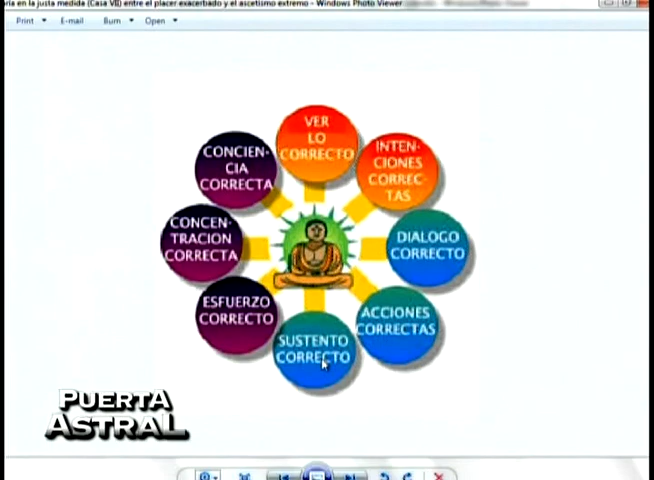 ría en la justa medida (Casa VII) entre el placer exacerbado y el ascetismo extremo - Windows Photo Viewer
Print E-mail Burn Open
VER
LO
CORRECTO
INTEN-
CIONES
CORREC-
TAS
DIALOGO
CORRECTO
ACCIONES
CORRECTAS
SUSTENTO
CORRECTO
ESFUERZO
CORRECTO
CONCEN-
TRACION
CORRECTA
CONCIEN-
CIA
CORRECTA
PUERTA
ASTRAL